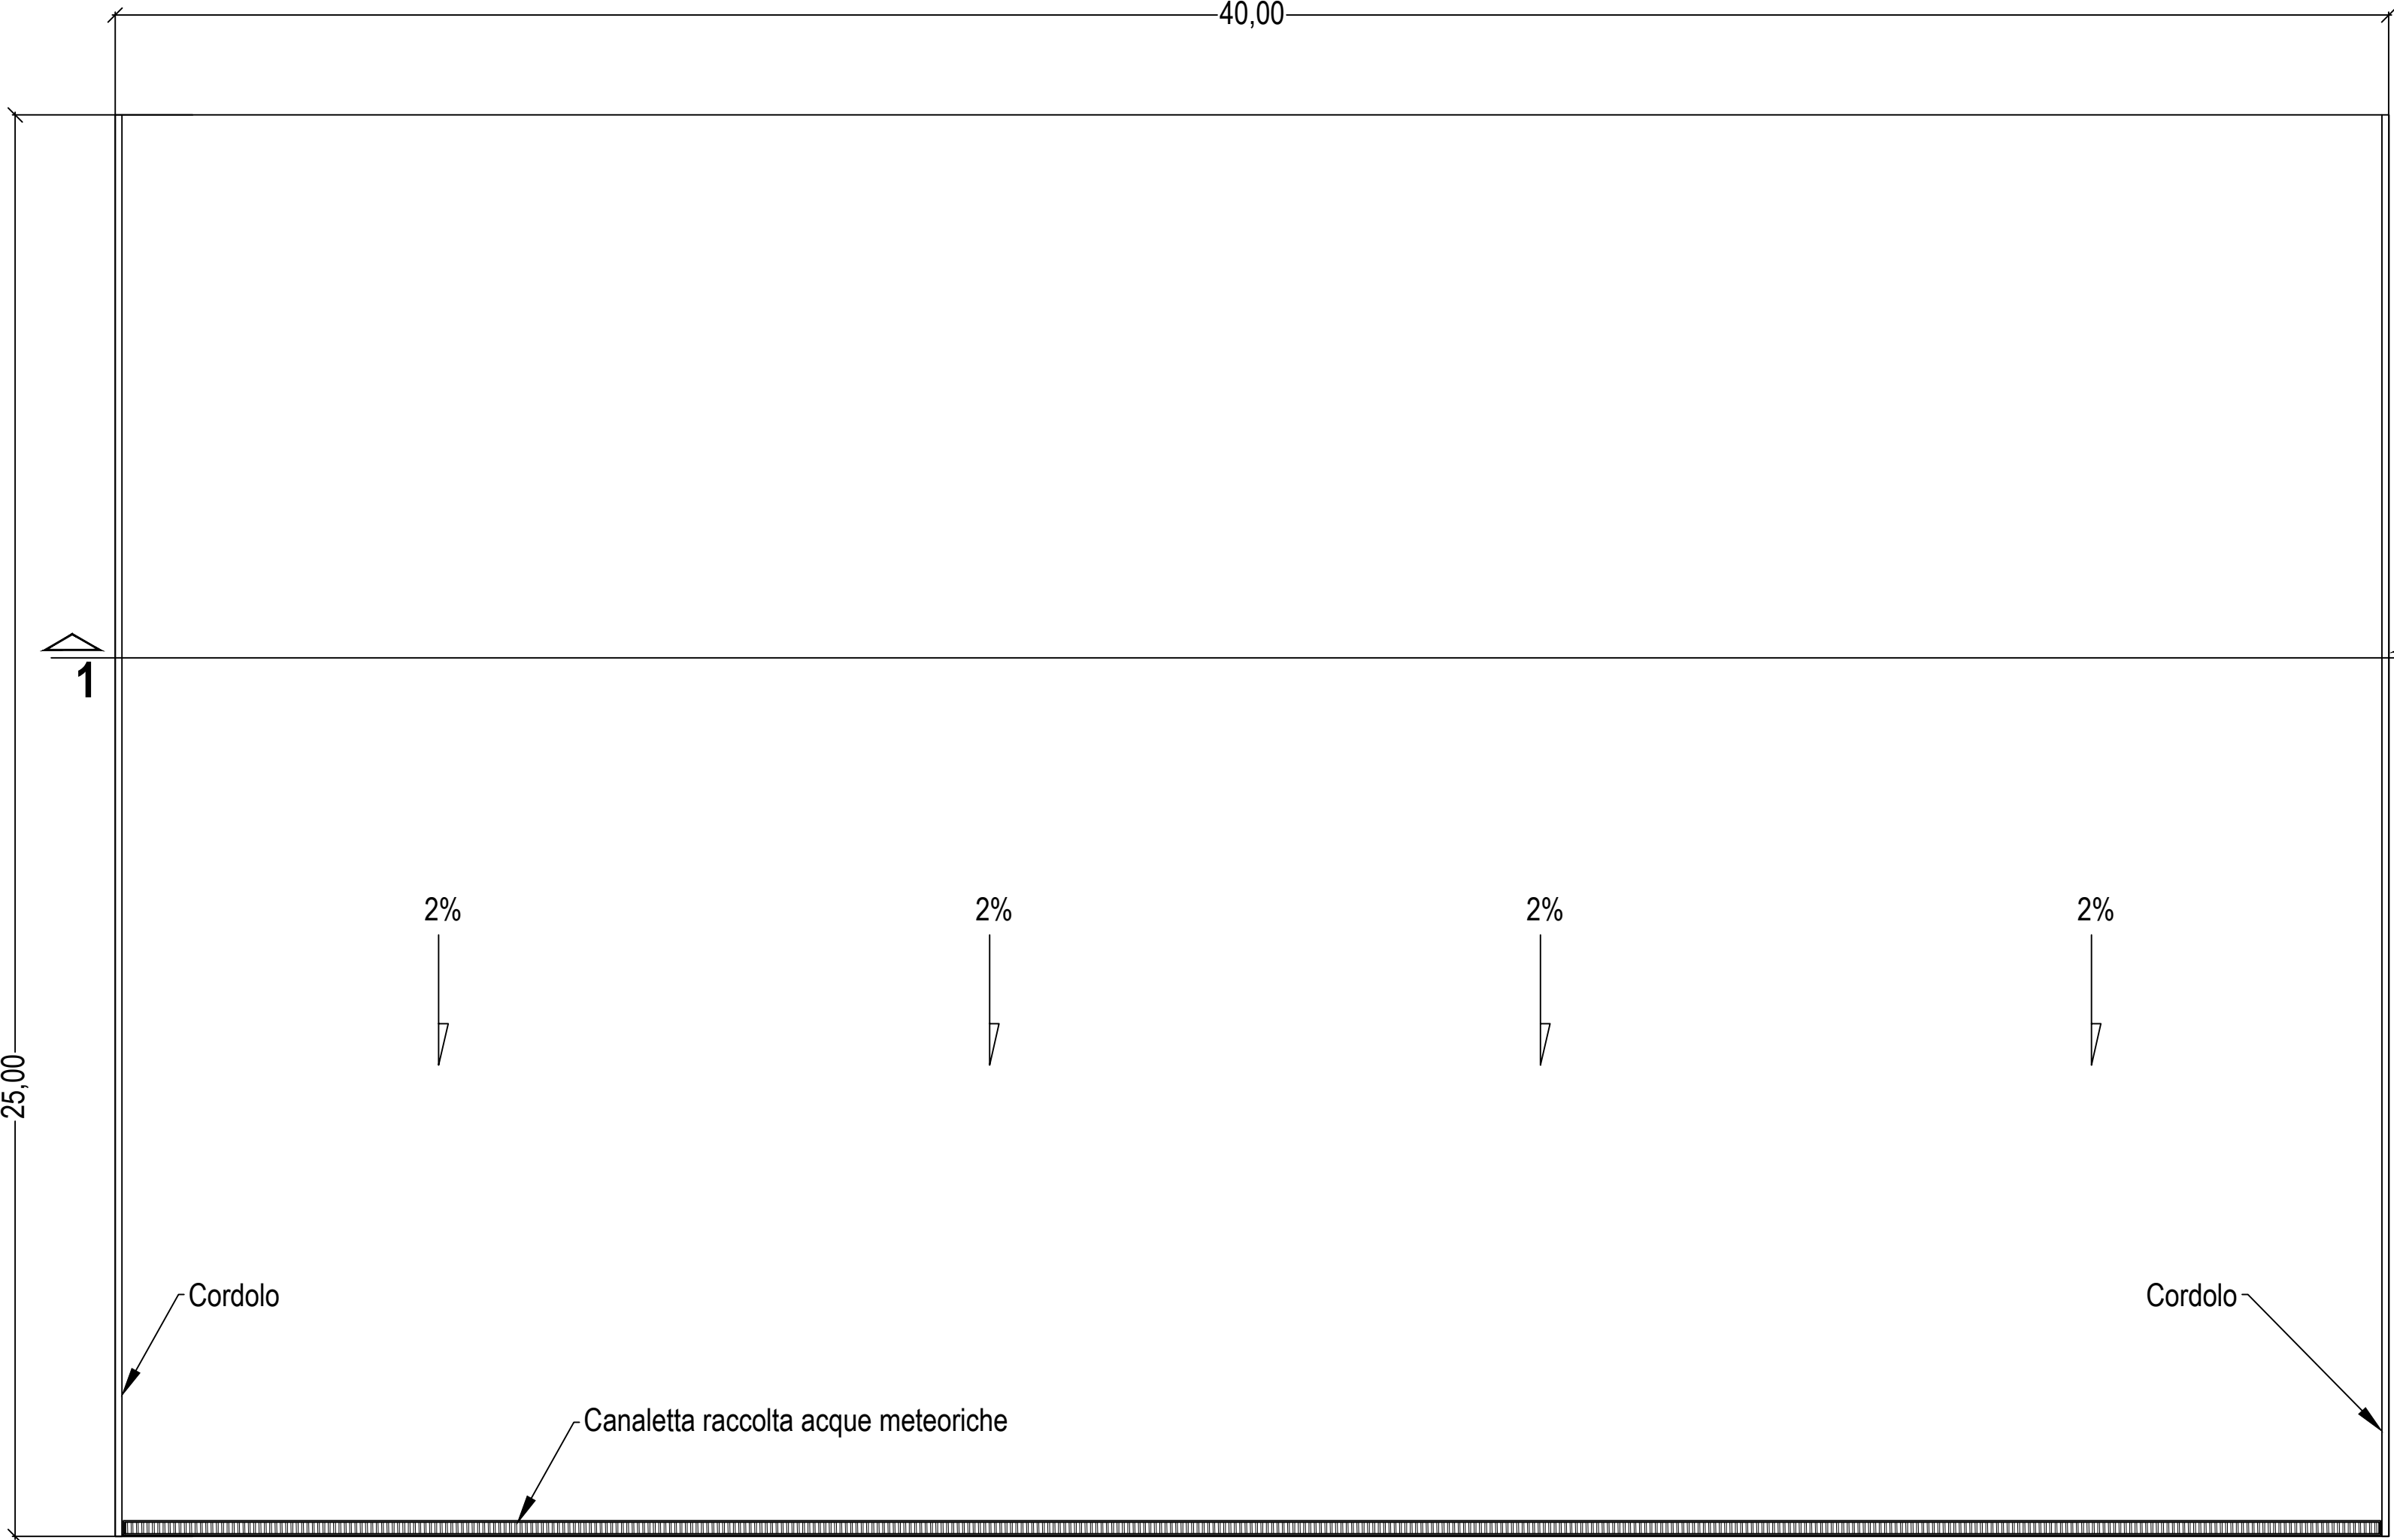 40,00
1
2% 2% 2% 2%
25,00
Cordolo Cordolo
Canaletta raccolta acque meteoriche